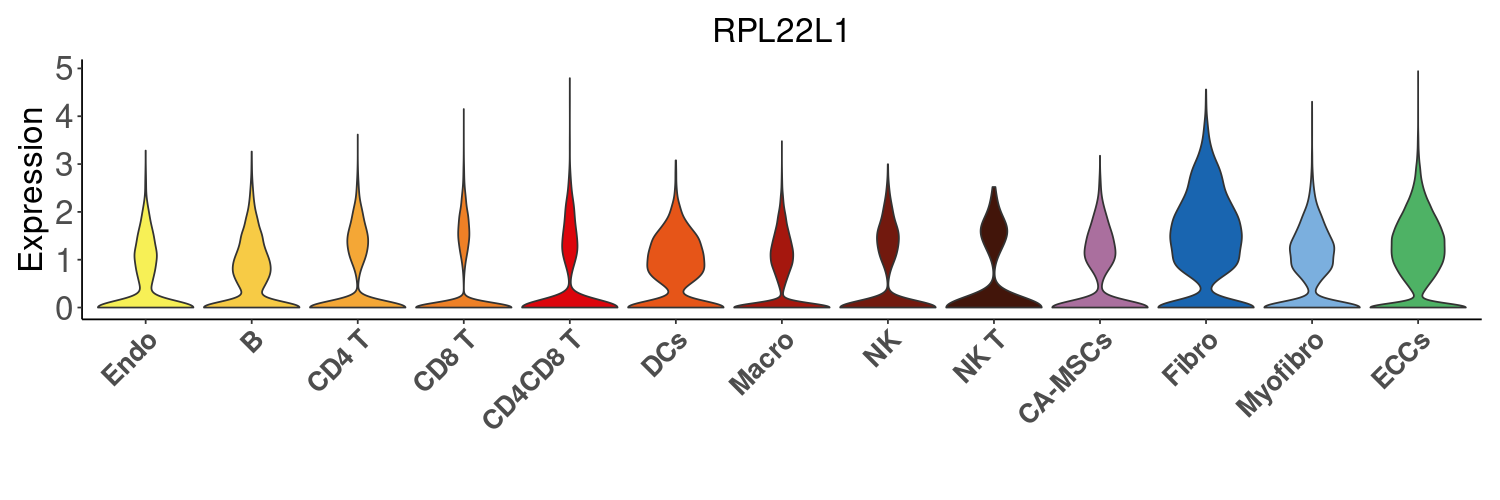 RPL22L1
Expression
5
4
3
2
1
0
Endo
B
CD4 T
CD8 T
CD4CD8 T
DCs
Macro
NK
NK T
CA-MSCs
Fibro
Myofibro
ECCs